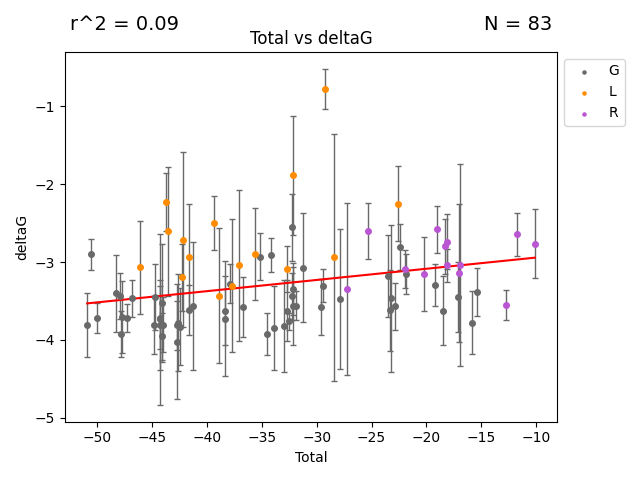 r^2 = 0.09
N = 83
Total vs deltaG
G
L
R
deltaG
−1
−2
−3
−4
−5
−50 −45 −40 −35 −30 −25 −20 −15 −10
Total